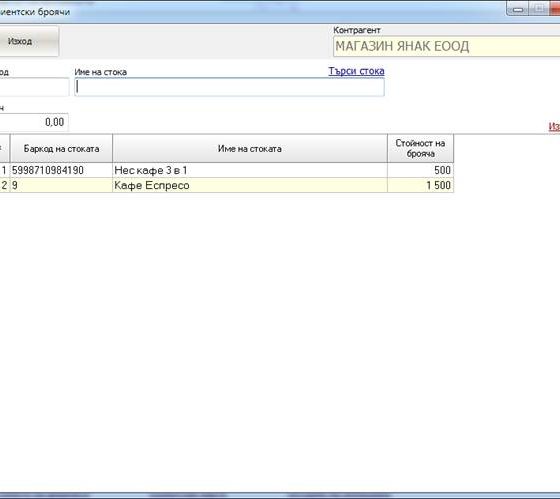 иентски броячи
Изход
Контрагент
МАГАЗИН ЯНАК ЕООД
од
Име на стока
Търси стока
ч
0,00
Из
Баркод на стоката
Име на стоката
Стойност на
брояча
1 5998710984190 Нес кафе 3 в 1 500
2 9 Кафе Еспресо 1 500